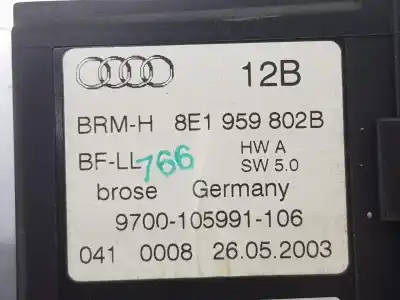 12B
BRM-H 8E1 959 802B
BF-LL 766 HW A
SW 5.0
brose Germany
9700-105991-106
041 0008 26.05.2003